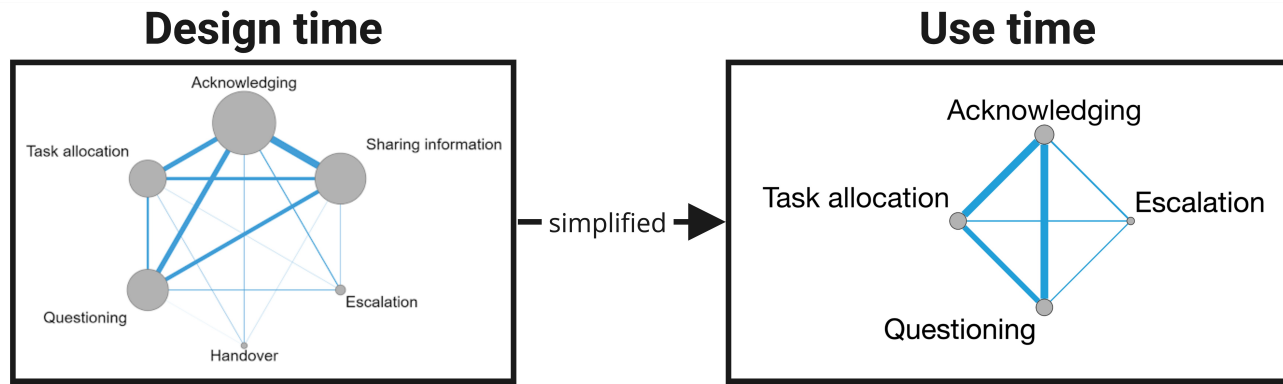 Design time
Acknowledging
Task allocation
Sharing information
Questioning
Escalation
Handover
simplified
Use time
Acknowledging
Task allocation
Escalation
Questioning